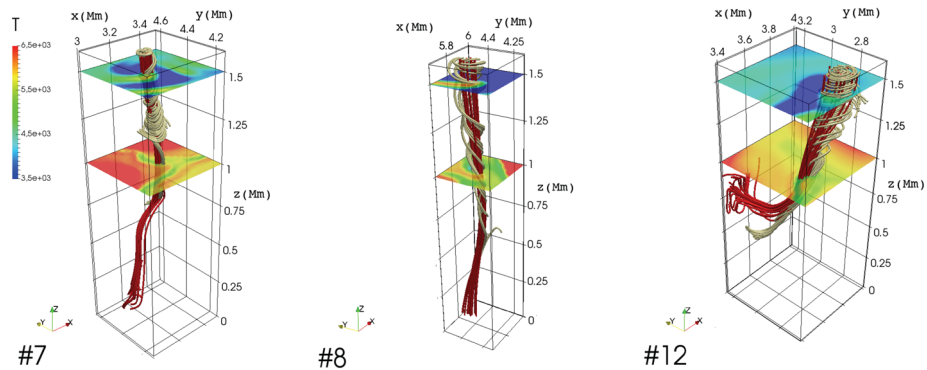 T
6.5e+03
5,5e+03
4,5e+03
3.5e+03
x(Mm)
y(Mm)
3
3.2
3.4
4.6
4.4
4.2
1.5
1.25
1
z(Mm)
0.75
0.5
0.25
0
Z
Y
X
#7
x(Mm)
y(Mm)
5.8
6
4.4
4.25
1.5
1.25
1
z(Mm)
0.75
0.5
0.25
0
Z
Y
X
#8
x(Mm)
y(Mm)
3.4
3.6
3.8
4
3.2
3
2.8
1.5
1.25
1
z(Mm)
0.75
0.5
0.25
0
Z
Y
X
#12